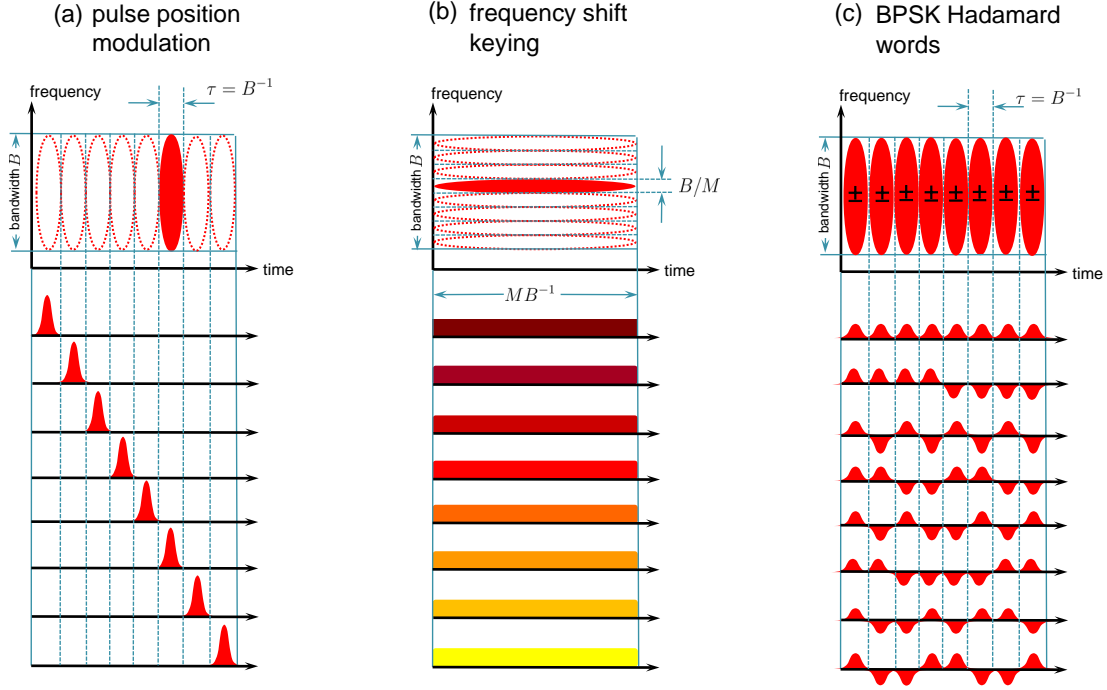 (a) pulse position
modulation
frequency
τ = B⁻¹
bandwidth B
time
(b) frequency shift
keying
frequency
bandwidth B
B/M
time
MB⁻¹
(c) BPSK Hadamard
words
frequency
τ = B⁻¹
bandwidth B
± ± ± ± ± ± ± ±
time